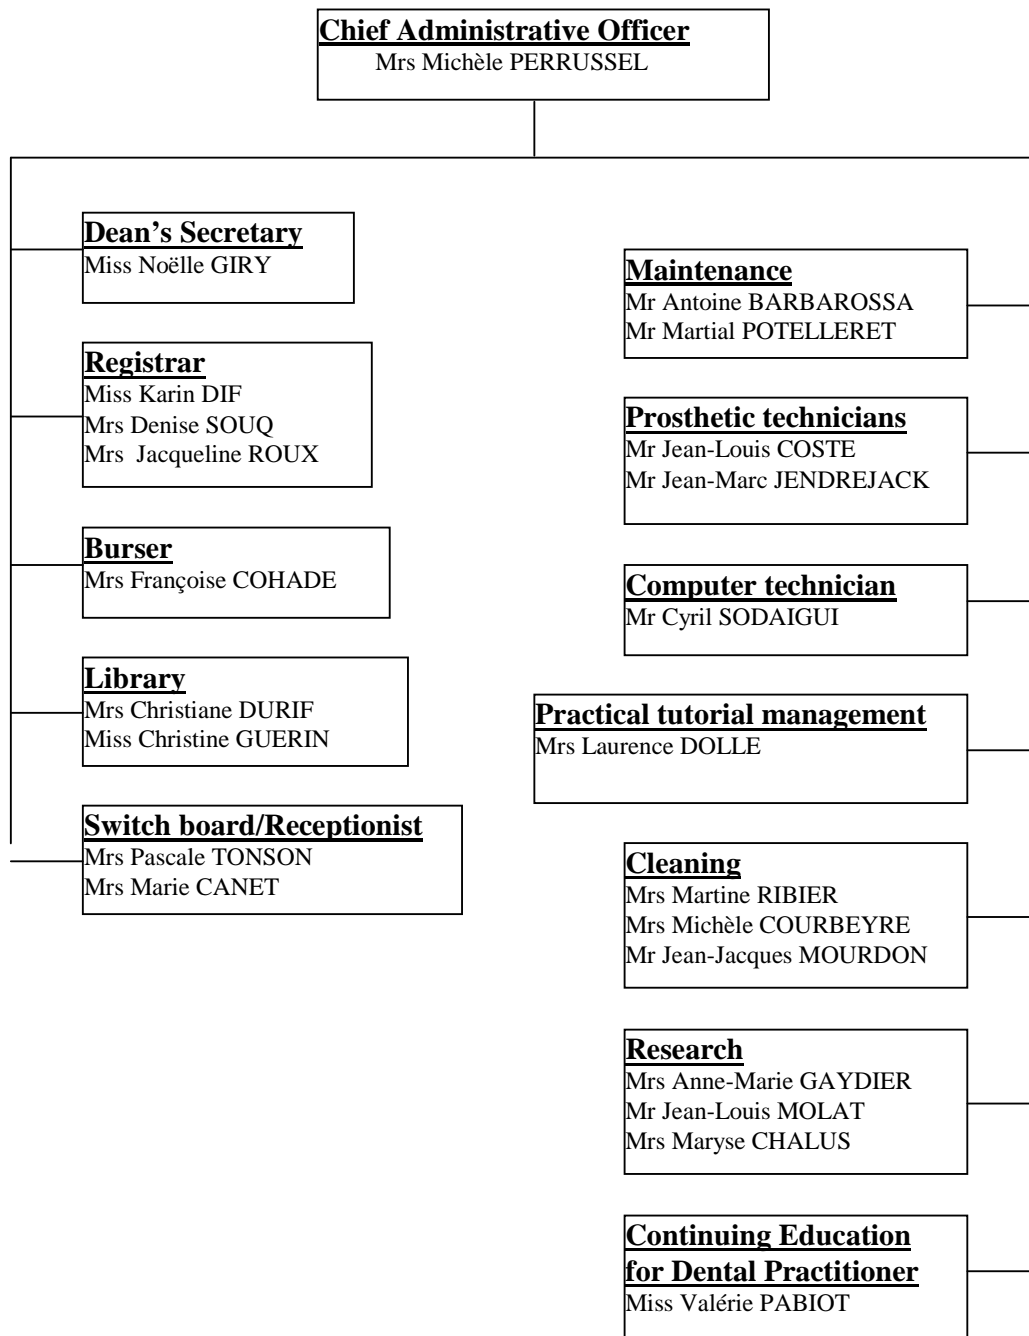 Chief Administrative Officer
Mrs Michèle PERRUSSEL
Dean’s Secretary
Miss Noëlle GIRY
Registrar
Miss Karin DIF
Mrs Denise SOUQ
Mrs  Jacqueline ROUX
Burser
Mrs Françoise COHADE
Library
Mrs Christiane DURIF
Miss Christine GUERIN
Switch board/Receptionist
Mrs Pascale TONSON
Mrs Marie CANET
Maintenance
Mr Antoine BARBAROSSA
Mr Martial POTELLERET
Prosthetic technicians
Mr Jean-Louis COSTE
Mr Jean-Marc JENDREJACK
Computer technician
Mr Cyril SODAIGUI
Practical tutorial management
Mrs Laurence DOLLE
Cleaning
Mrs Martine RIBIER
Mrs Michèle COURBEYRE
Mr Jean-Jacques MOURDON
Research
Mrs Anne-Marie GAYDIER
Mr Jean-Louis MOLAT
Mrs Maryse CHALUS
Continuing Education
for Dental Practitioner
Miss Valérie PABIOT